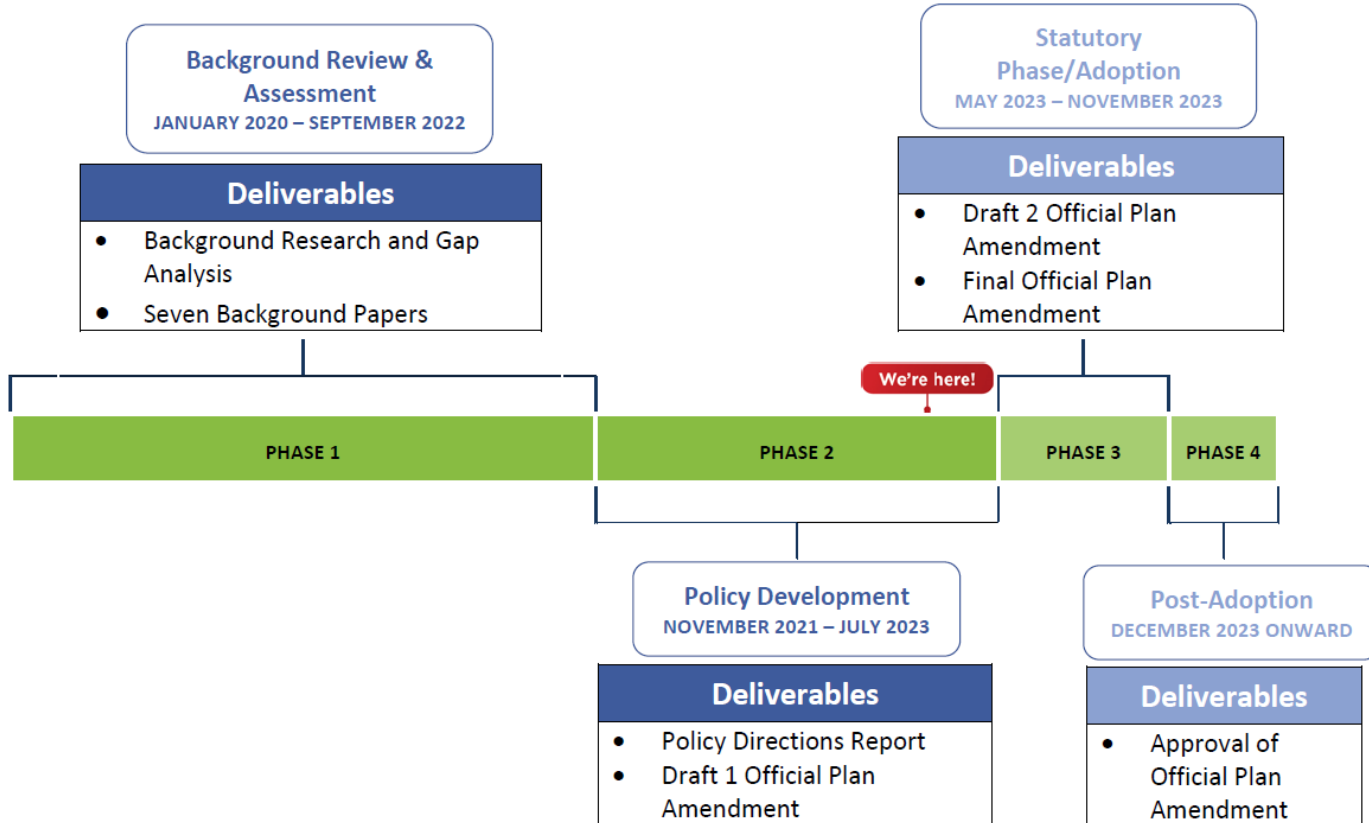 Background Review &
Assessment
JANUARY 2020 – SEPTEMBER 2022
Deliverables
• Background Research and Gap
Analysis
• Seven Background Papers
Statutory
Phase/Adoption
MAY 2023 – NOVEMBER 2023
Deliverables
• Draft 2 Official Plan
Amendment
• Final Official Plan
Amendment
We're here!
PHASE 1
PHASE 2
PHASE 3
PHASE 4
Policy Development
NOVEMBER 2021 – JULY 2023
Deliverables
• Policy Directions Report
• Draft 1 Official Plan
Amendment
Post-Adoption
DECEMBER 2023 ONWARD
Deliverables
• Approval of
Official Plan
Amendment